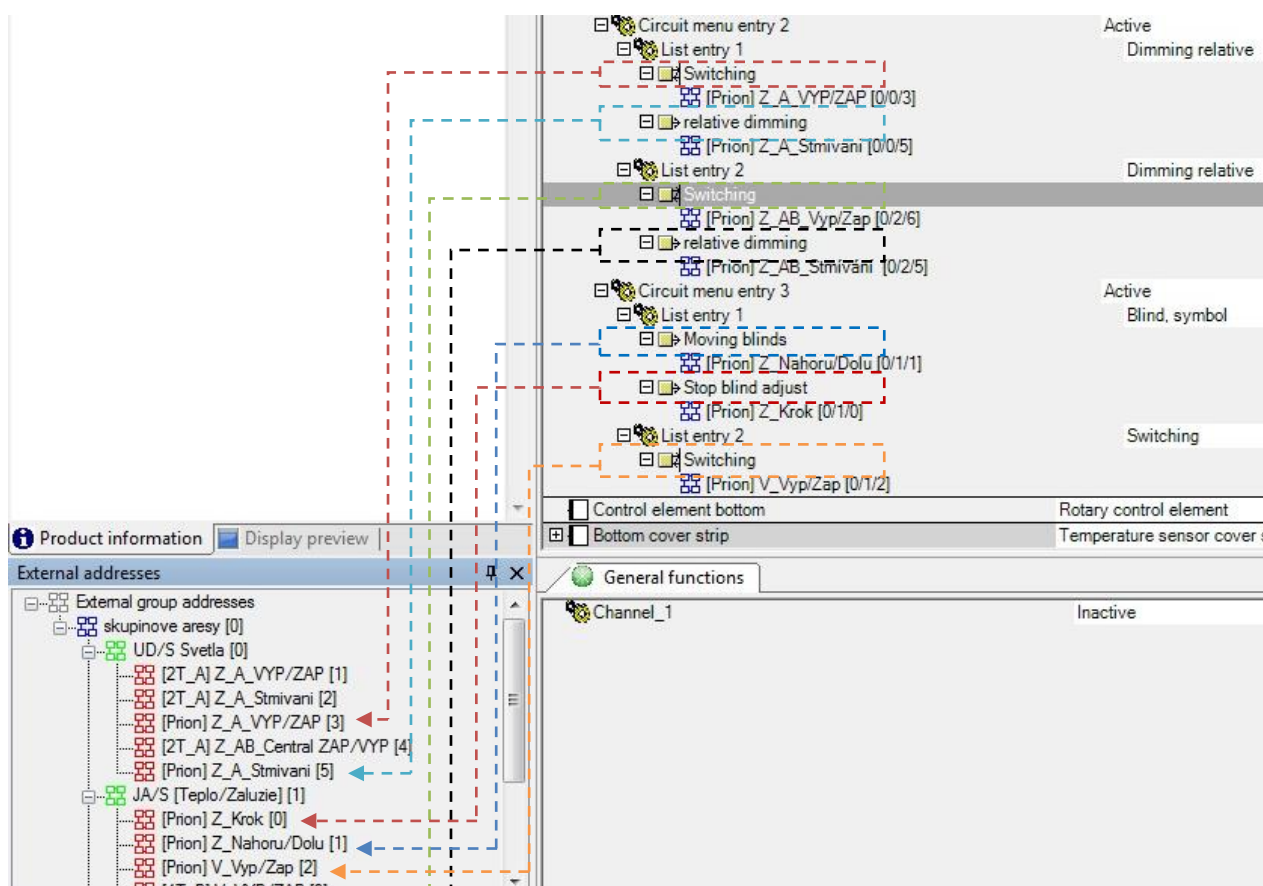 Circuit menu entry 2 Active
List entry 1 Dimming relative
Switching
[Prion] Z_A_VYP/ZAP [0/0/3]
relative dimming
[Prion] Z_A_Stmivani [0/0/5]
List entry 2 Dimming relative
Switching
[Prion] Z_AB_Vyp/Zap [0/2/6]
relative dimming
[Prion] Z_AB_Stmívání [0/2/5]
Circuit menu entry 3 Active
List entry 1 Blind, symbol
Moving blinds
[Prion] Z_Nahoru/Dolu [0/1/1]
Stop blind adjust
[Prion] Z_Krok [0/1/0]
List entry 2 Switching
Switching
[Prion] V_Vyp/Zap [0/1/2]
Control element bottom Rotary control element
Bottom cover strip Temperature sensor cover s
Product information Display preview
External addresses
External group addresses
skupinove aresy [0]
UD/S Svetla [0]
[2T_A] Z_A_VYP/ZAP [1]
[2T_A] Z_A_Stmivani [2]
[Prion] Z_A_VYP/ZAP [3]
[2T_A] Z_AB_Central ZAP/VYP [4]
[Prion] Z_A_Stmivani [5]
JA/S [Teplo/Zaluzie] [1]
[Prion] Z_Krok [0]
[Prion] Z_Nahoru/Dolu [1]
[Prion] V_Vyp/Zap [2]
General functions
Channel_1 Inactive